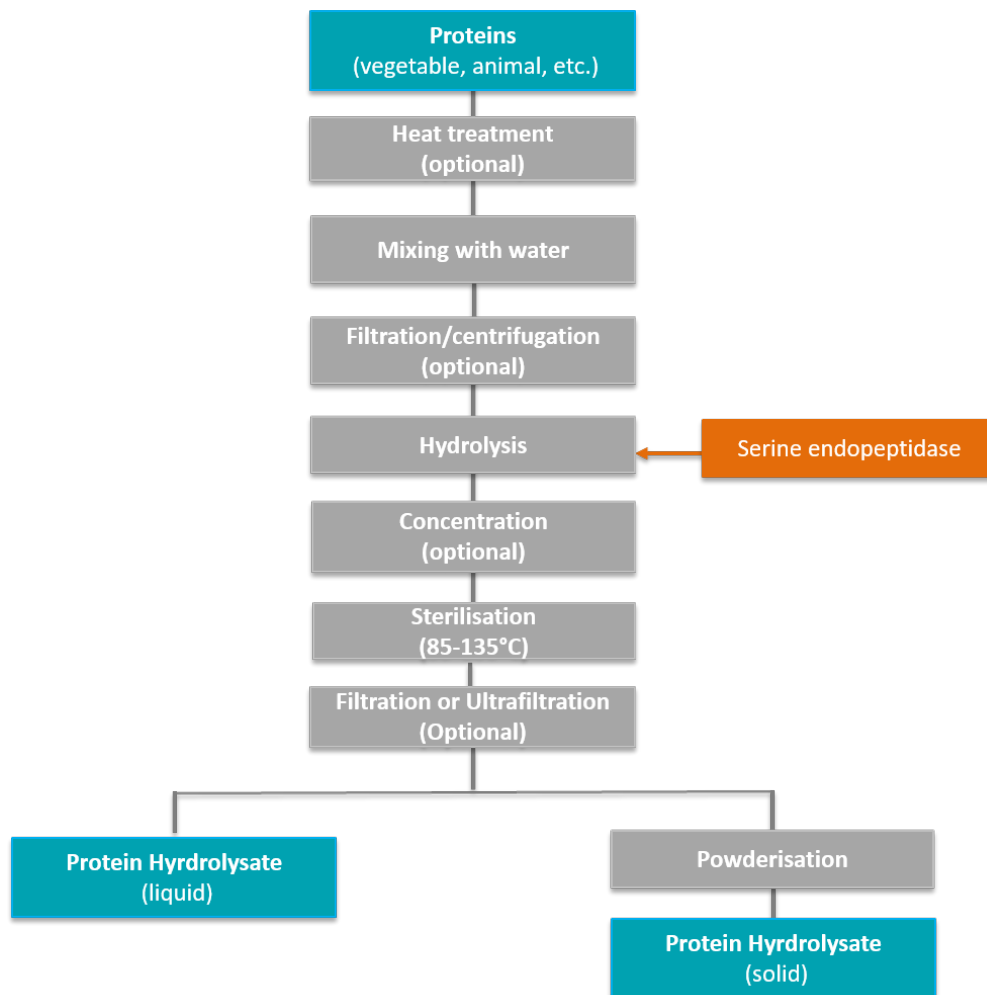 Proteins
(vegetable, animal, etc.)
Heat treatment
(optional)
Mixing with water
Filtration/centrifugation
(optional)
Hydrolysis
Serine endopeptidase
Concentration
(optional)
Sterilisation
(85-135°C)
Filtration or Ultrafiltration
(Optional)
Protein Hyrdrolysate
(liquid)
Powderisation
Protein Hyrdrolysate
(solid)